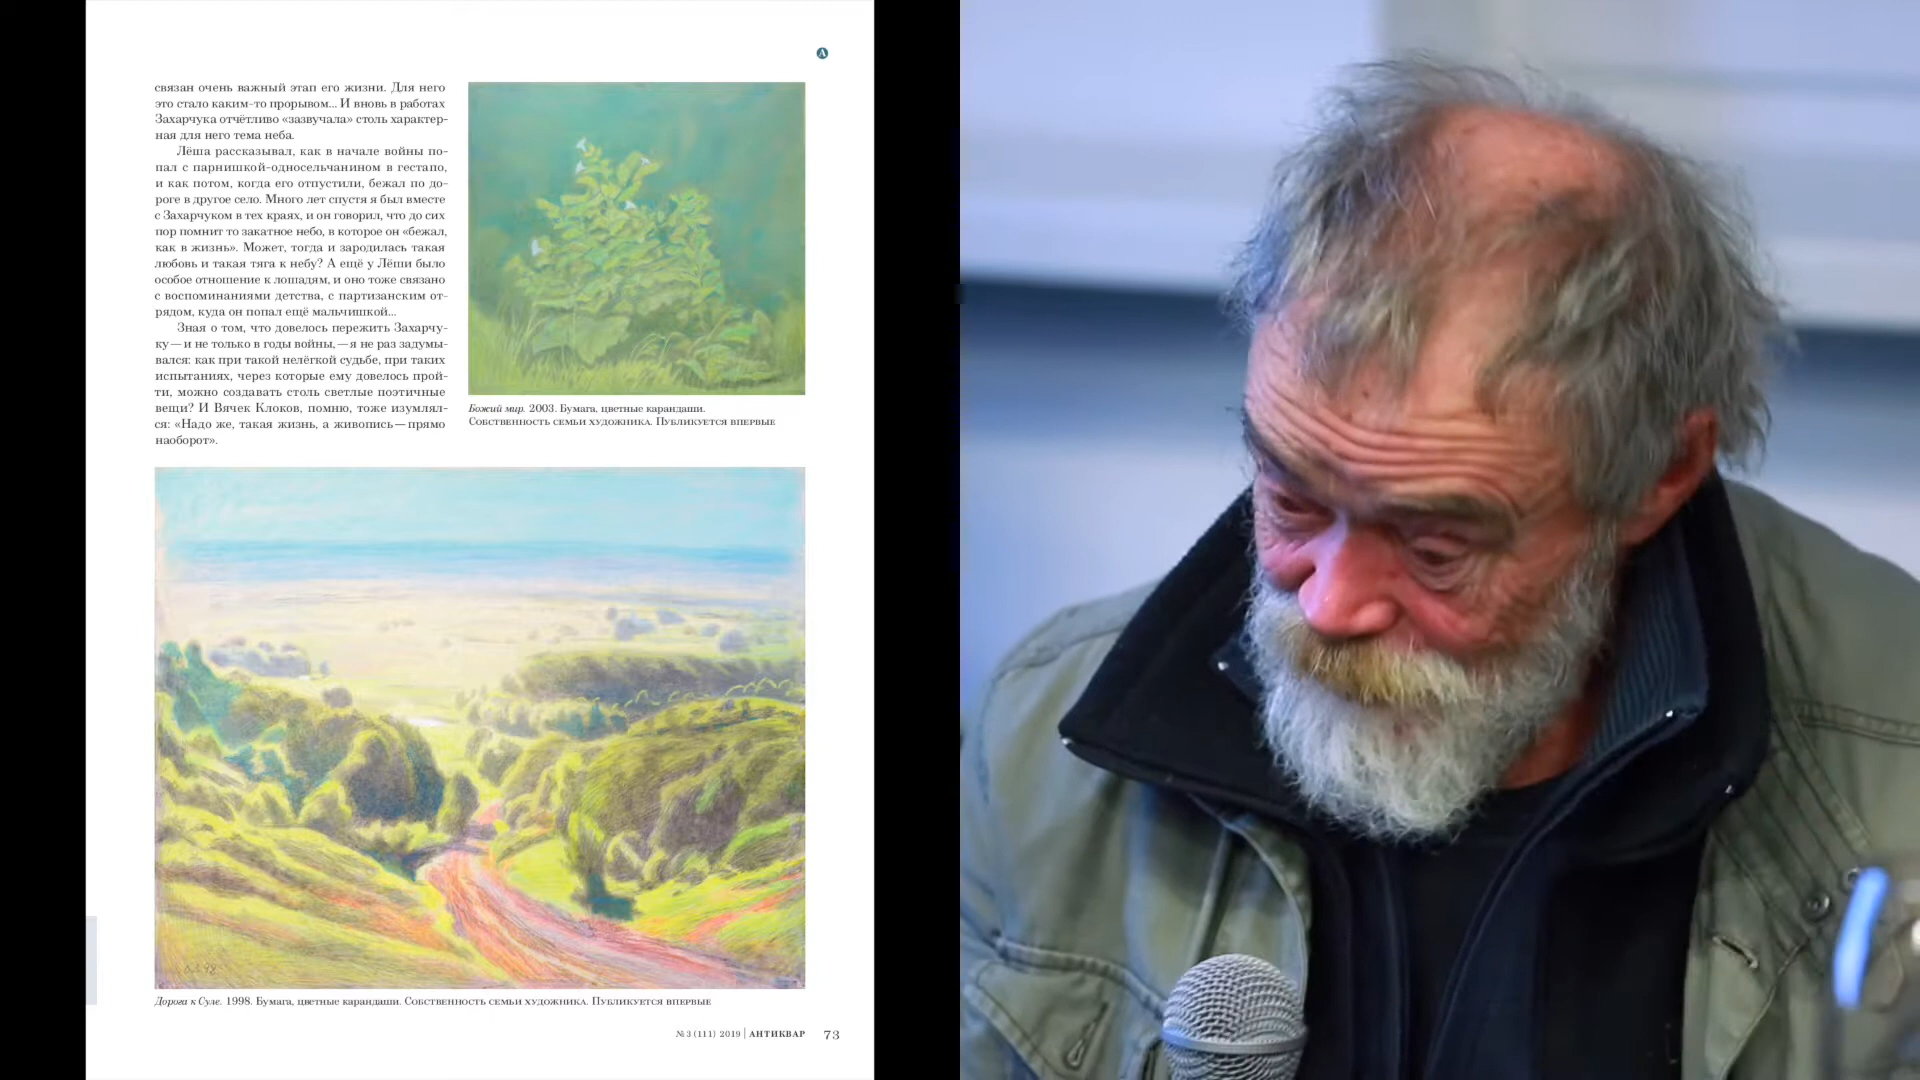 A
связан очень важный этап его жизни. Для него
это стало каким-то прорывом... И вновь в работах
Захарчука отчётливо «зазвучала» столь характер-
ная для него тема неба.
Лёша рассказывал, как в начале войны по-
пал с парнишкой-односельчанином в гестапо,
и как потом, когда его отпустили, бежал по до-
роге в другое село. Много лет спустя я был вместе
с Захарчуком в тех краях, и он говорил, что до сих
пор помнит то закатное небо, в которое он «бежал,
как в жизнь». Может, тогда и зародилась такая
любовь и такая тяга к небу? А ещё у Лёши было
особое отношение к лошадям, и оно тоже связано
с воспоминаниями детства, с партизанским от-
рядом, куда он попал ещё мальчишкой...
Зная о том, что довелось пережить Захарчу-
ку — и не только в годы войны, — я не раз задумы-
вался: как при такой нелёгкой судьбе, при таких
испытаниях, через которые ему довелось прой-
ти, можно создавать столь светлые поэтичные
вещи? И Вячек Клоков, помню, тоже изумлял-
ся: «Надо же, такая жизнь, а живопись — прямо
наоборот».
Божий мир. 2003. Бумага, цветные карандаши.
Собственность семьи художника. Публикуется впервые
Дорога к Суле. 1998. Бумага, цветные карандаши. Собственность семьи художника. Публикуется впервые
№ 3 (111) 2019 | АНТИКВАР 73